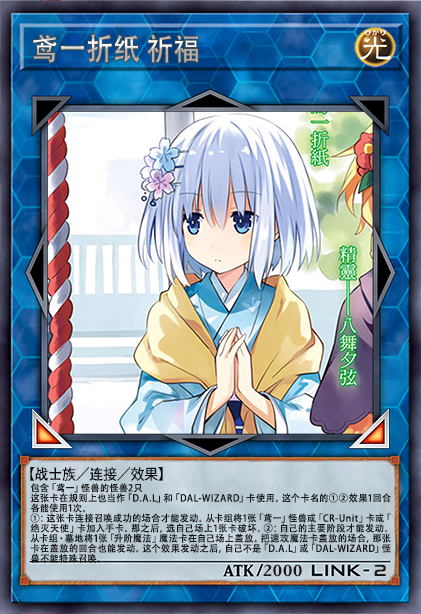 鸢一折纸 祈福
ひかり
光
一折紙
精靈——八舞夕弦
【战士族／连接／效果】
包含「鸢一」怪兽的怪兽2只
这张卡在规则上也当作「D.A.L」和「DAL-WIZARD」卡使用。这个卡名的①②效果1回合
各能使用1次。
①：这张卡连接召唤成功的场合才能发动。从卡组将1张「鸢一」怪兽或「CR-Unit」卡或「
绝灭天使」卡加入手卡。那之后，选自己场上1张卡破坏。②：自己的主要阶段才能发动。
从卡组·墓地将1张「升阶魔法」魔法卡在自己场上盖放。把速攻魔法卡盖放的场合，那张
卡在盖放的回合也能发动。这个效果发动之后，自己不是「D.A.L」或「DAL-WIZARD」怪
兽不能特殊召唤。
ATK/2000 LINK-2